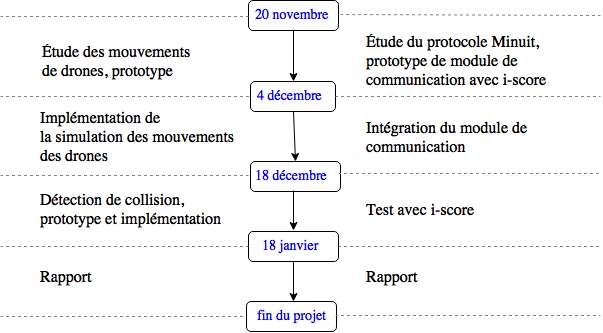 20 novembre
Étude des mouvements
de drones, prototype
Étude du protocole Minuit,
prototype de module de
communication avec i-score
4 décembre
Implémentation de
la simulation des mouvements
des drones
Intégration du module de
communication
18 décembre
Détection de collision,
prototype et implémentation
Test avec i-score
18 janvier
Rapport
Rapport
fin du projet